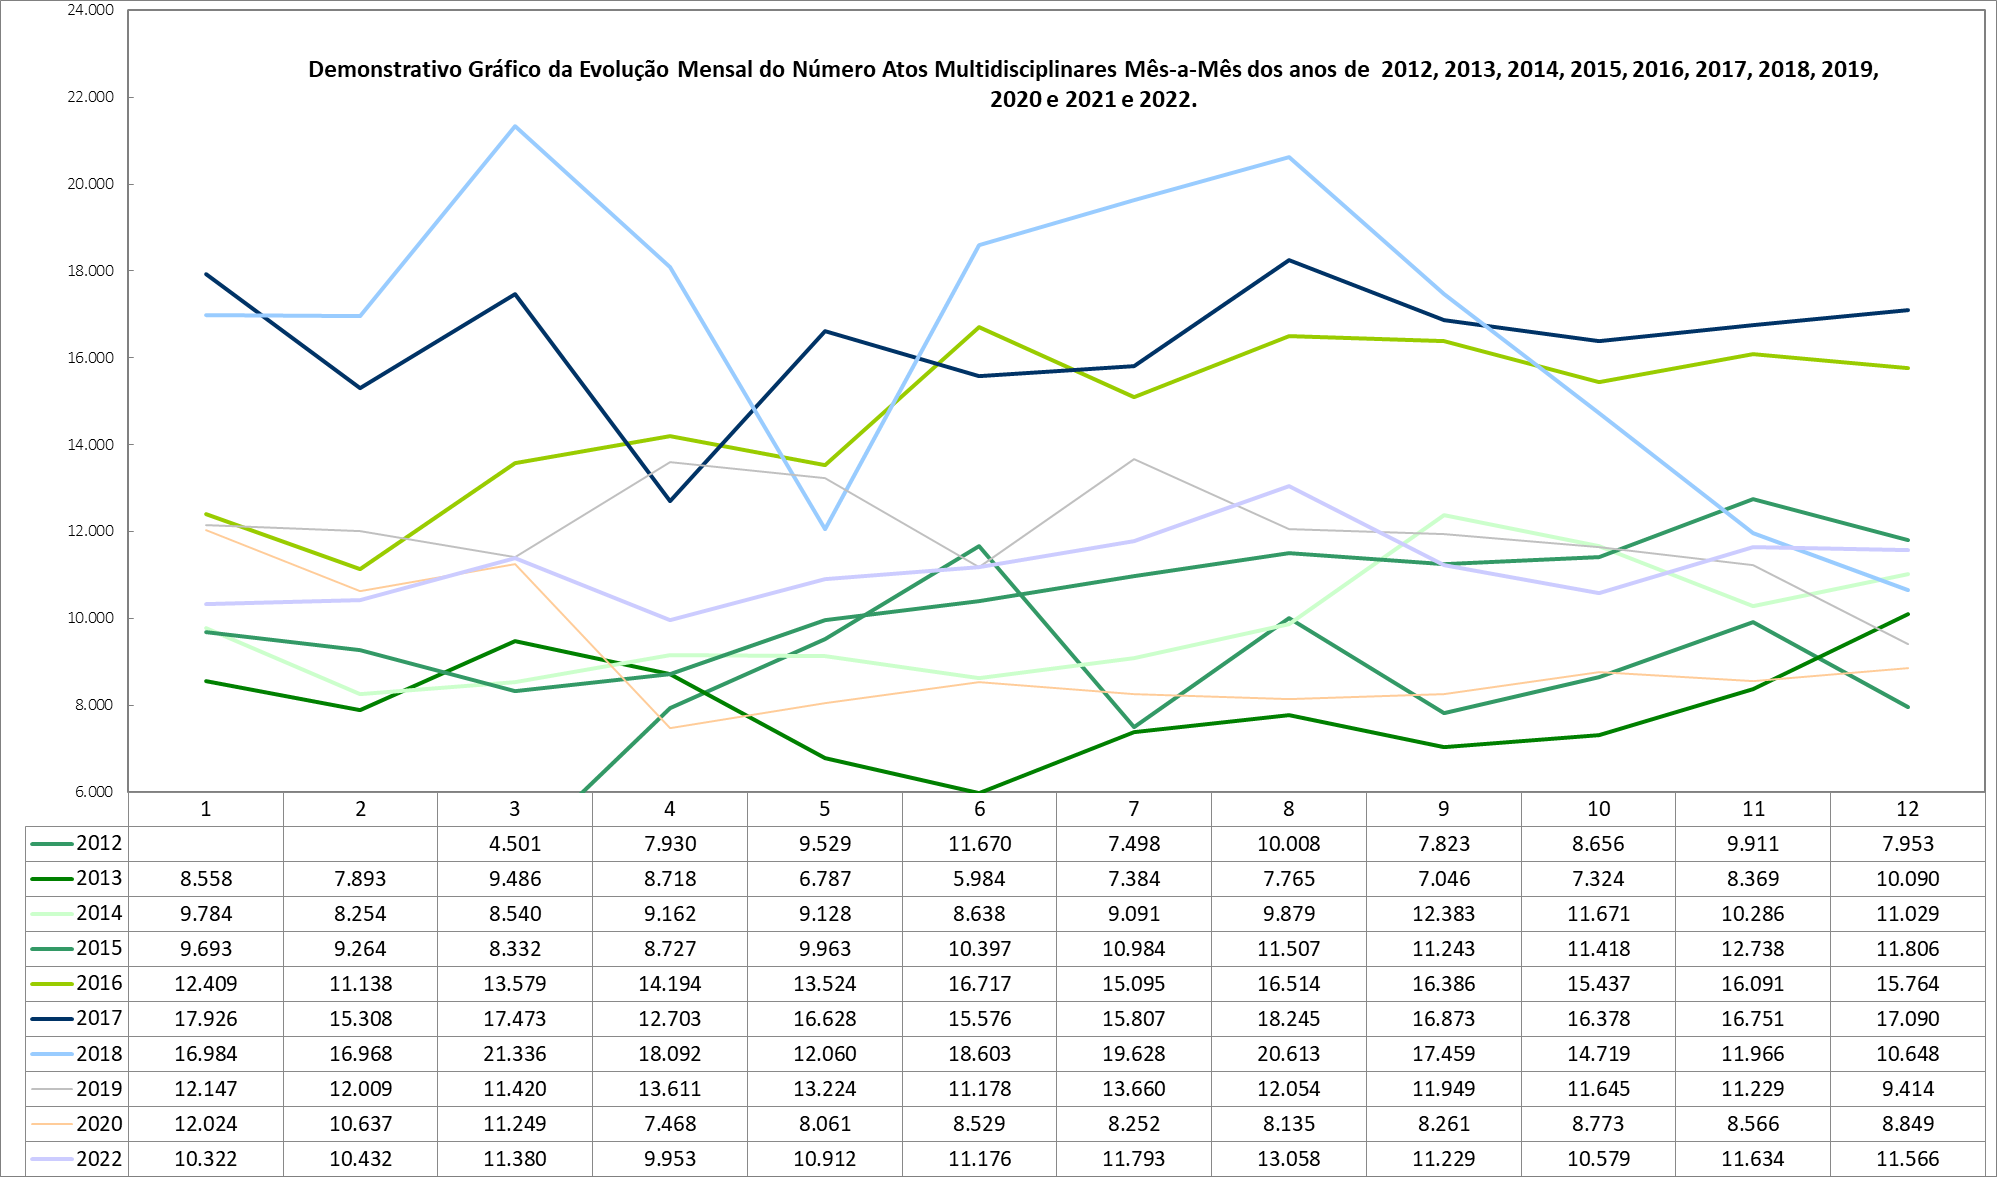 Demonstrativo Gráfico da Evolução Mensal do Número Atos Multidisciplinares Mês-a-Mês dos anos de 2012, 2013, 2014, 2015, 2016, 2017, 2018, 2019,
2020 e 2021 e 2022.
24.000
22.000
20.000
18.000
16.000
14.000
12.000
10.000
8.000
6.000
1 2 3 4 5 6 7 8 9 10 11 12
2012 4.501 7.930 9.529 11.670 7.498 10.008 7.823 8.656 9.911 7.953
2013 8.558 7.893 9.486 8.718 6.787 5.984 7.384 7.765 7.046 7.324 8.369 10.090
2014 9.784 8.254 8.540 9.162 9.128 8.638 9.091 9.879 12.383 11.671 10.286 11.029
2015 9.693 9.264 8.332 8.727 9.963 10.397 10.984 11.507 11.243 11.418 12.738 11.806
2016 12.409 11.138 13.579 14.194 13.524 16.717 15.095 16.514 16.386 15.437 16.091 15.764
2017 17.926 15.308 17.473 12.703 16.628 15.576 15.807 18.245 16.873 16.378 16.751 17.090
2018 16.984 16.968 21.336 18.092 12.060 18.603 19.628 20.613 17.459 14.719 11.966 10.648
2019 12.147 12.009 11.420 13.611 13.224 11.178 13.660 12.054 11.949 11.645 11.229 9.414
2020 12.024 10.637 11.249 7.468 8.061 8.529 8.252 8.135 8.261 8.773 8.566 8.849
2022 10.322 10.432 11.380 9.953 10.912 11.176 11.793 13.058 11.229 10.579 11.634 11.566